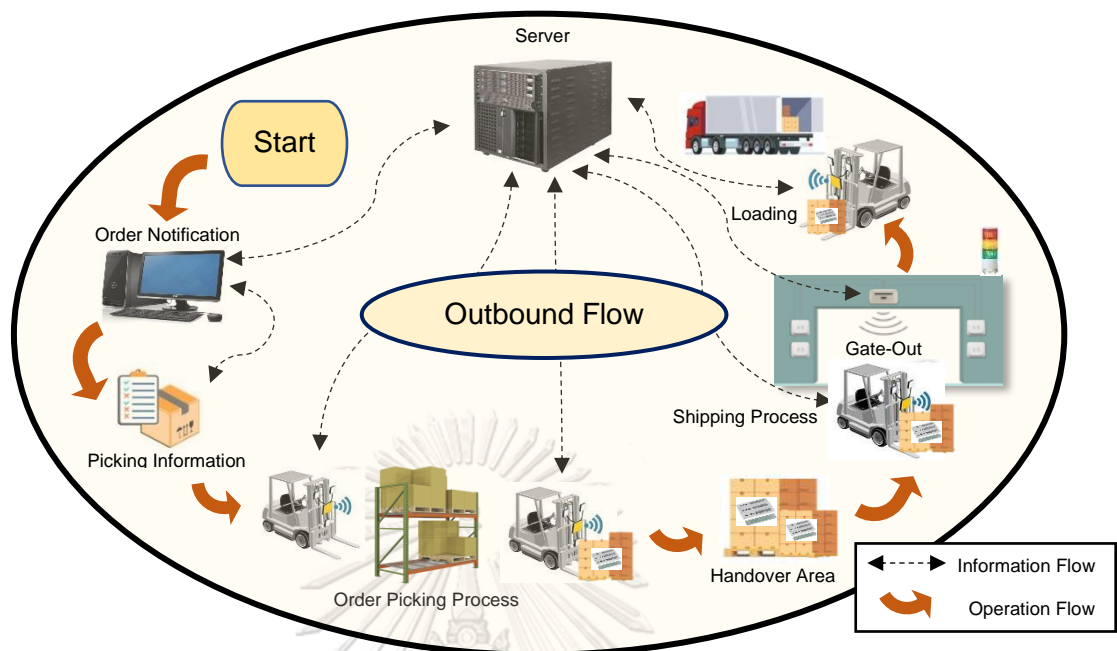 Server
Start
Order Notification
Loading
Outbound Flow
Gate-Out
Shipping Process
Picking Information
Order Picking Process
Handover Area
Information Flow
Operation Flow